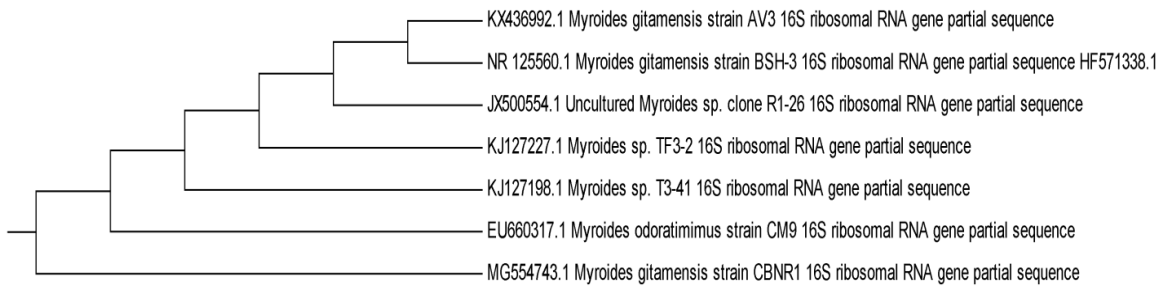 KX436992.1 Myroides gitamensis strain AV3 16S ribosomal RNA gene partial sequence
NR 125560.1 Myroides gitamensis strain BSH-3 16S ribosomal RNA gene partial sequence HF571338.1
JX500554.1 Uncultured Myroides sp. clone R1-26 16S ribosomal RNA gene partial sequence
KJ127227.1 Myroides sp. TF3-2 16S ribosomal RNA gene partial sequence
KJ127198.1 Myroides sp. T3-41 16S ribosomal RNA gene partial sequence
EU660317.1 Myroides odoratimimus strain CM9 16S ribosomal RNA gene partial sequence
MG554743.1 Myroides gitamensis strain CBNR1 16S ribosomal RNA gene partial sequence